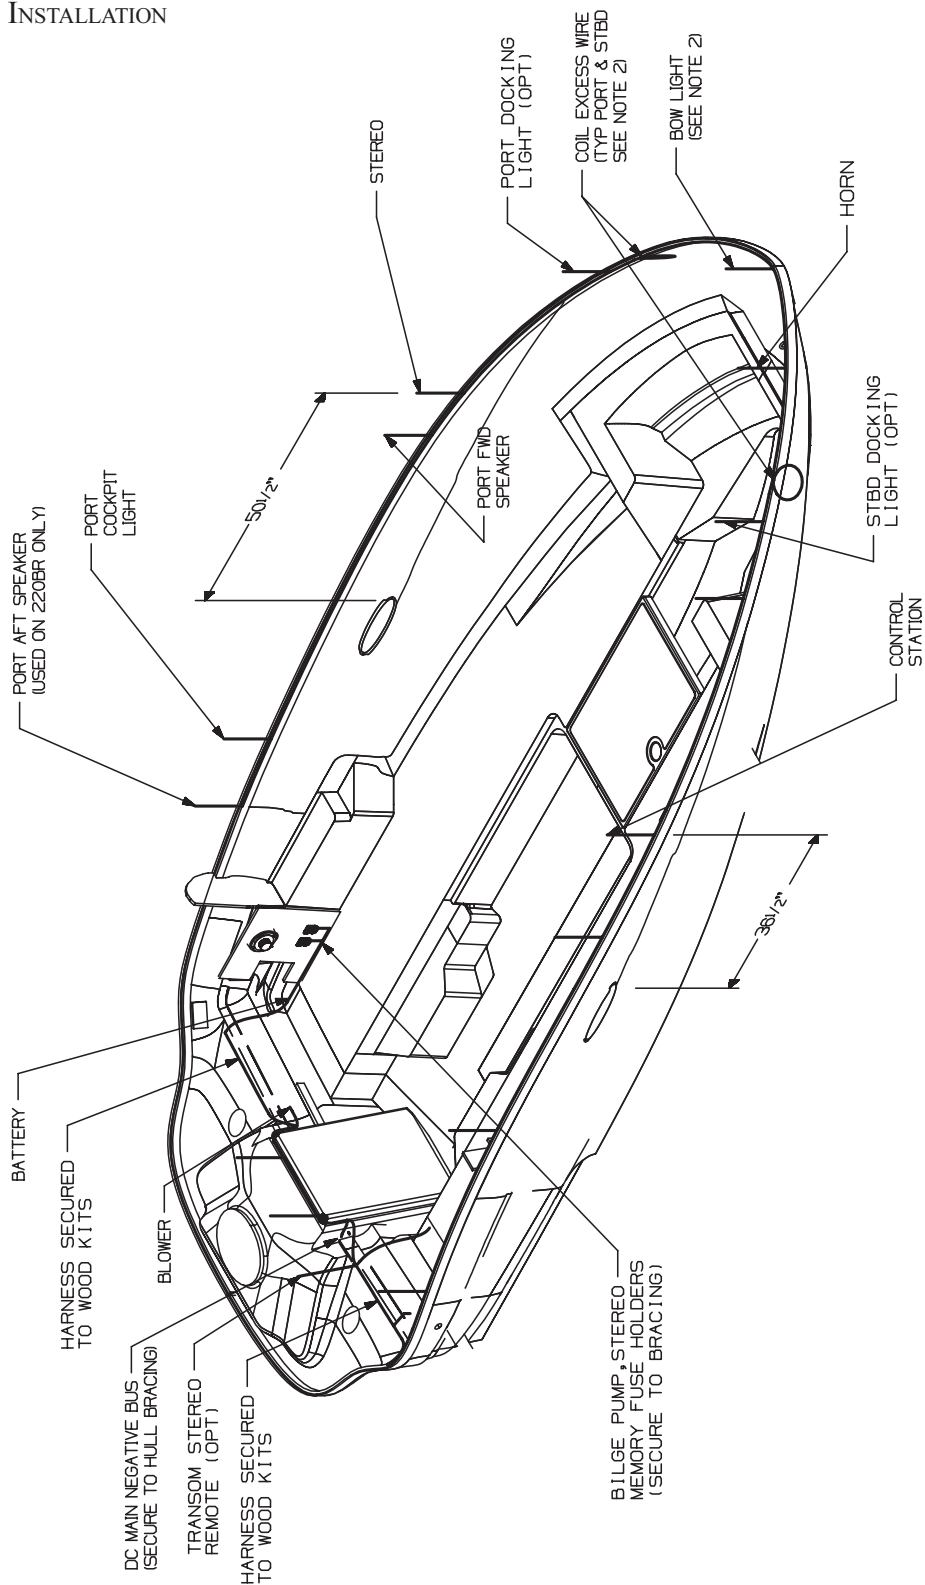 INSTALLATION
PORT AFT SPEAKER
(USED ON 220BR ONLY)
PORT
COCKPIT
LIGHT
50 1/2"
STEREO
PORT FWD
SPEAKER
PORT DOCKING
LIGHT (OPT)
COIL EXCESS WIRE
(TYP PORT & STBD
SEE NOTE 2)
BOW LIGHT
(SEE NOTE 2)
HORN
STBD DOCKING
LIGHT (OPT)
CONTROL
STATION
36 1/2"
BATTERY
HARNESS SECURED
TO WOOD KITS
BLOWER
DC MAIN NEGATIVE BUS
(SECURE TO HULL BRACING)
TRANSOM STEREO
REMOTE (OPT)
HARNESS SECURED
TO WOOD KITS
BILGE PUMP, STEREO
MEMORY FUSE HOLDERS
(SECURE TO BRACING)